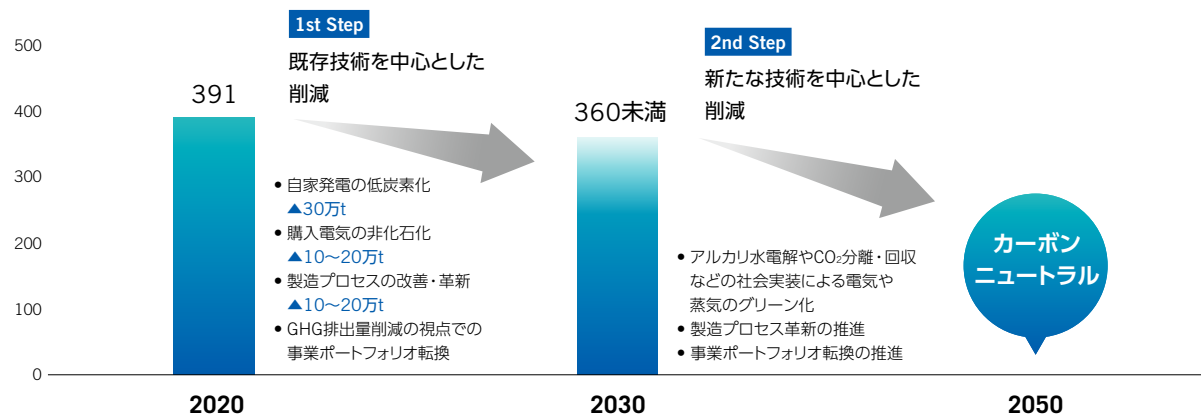 500
400
300
200
100
0
391
1st Step
既存技術を中心とした
削減
• 自家発電の低炭素化
▲30万t
• 購入電気の非化石化
▲10〜20万t
• 製造プロセスの改善・革新
▲10〜20万t
• GHG排出量削減の視点での
事業ポートフォリオ転換
360未満
2nd Step
新たな技術を中心とした
削減
• アルカリ水電解やCO₂分離・回収
などの社会実装による電気や
蒸気のグリーン化
• 製造プロセス革新の推進
• 事業ポートフォリオ転換の推進
カーボン
ニュートラル
2020
2030
2050